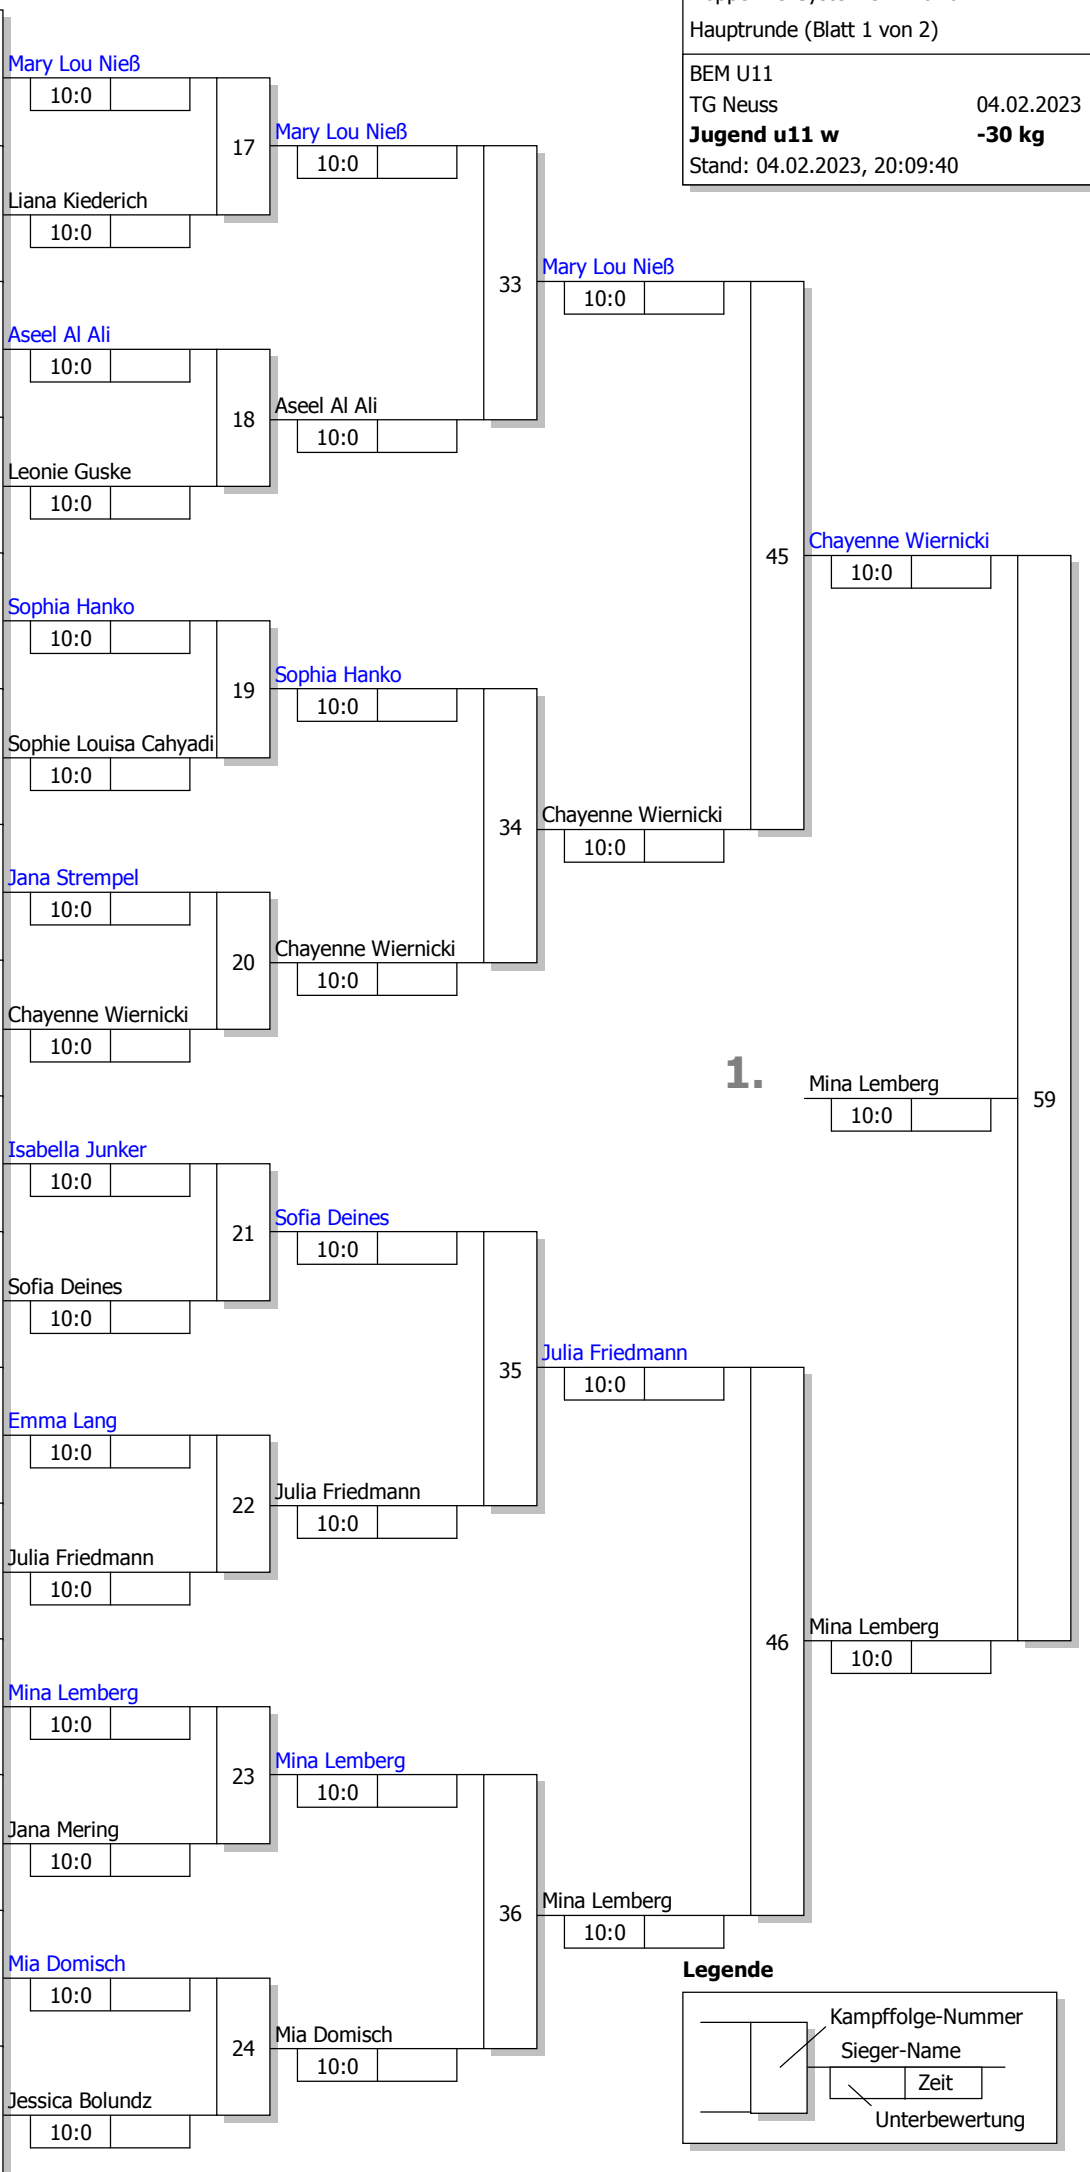 Hauptrunde (Blatt 1 von 2)
BEM U11
TG Neuss 04.02.2023
Jugend u11 w -30 kg
Stand: 04.02.2023, 20:09:40
Mary Lou Nieß
10:0
17
Liana Kiederich
10:0
Aseel Al Ali
10:0
18
Leonie Guske
10:0
Sophia Hanko
10:0
19
Sophie Louisa Cahyadi
10:0
Jana Strempel
10:0
20
Chayenne Wiernicki
10:0
Isabella Junker
10:0
21
Sofia Deines
10:0
Emma Lang
10:0
22
Julia Friedmann
10:0
Mina Lemberg
10:0
23
Jana Mering
10:0
Mia Domisch
10:0
24
Jessica Bolundz
10:0
Mary Lou Nieß
10:0
33
Aseel Al Ali
10:0
Sophia Hanko
10:0
34
Chayenne Wiernicki
10:0
Sofia Deines
10:0
35
Julia Friedmann
10:0
Mina Lemberg
10:0
36
Mia Domisch
10:0
Mary Lou Nieß
10:0
45
Chayenne Wiernicki
10:0
Julia Friedmann
10:0
46
Mina Lemberg
10:0
Chayenne Wiernicki
10:0
1.
Mina Lemberg
10:0
59
Mina Lemberg
10:0
Legende
Kampffolge-Nummer
Sieger-Name
Zeit
Unterbewertung